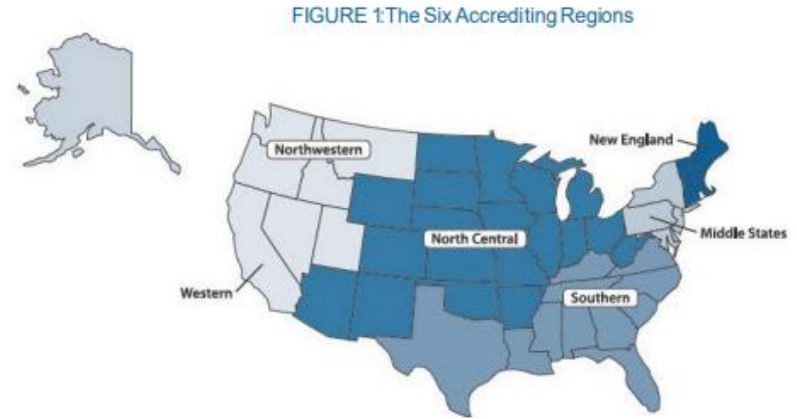 FIGURE 1:The Six Accrediting Regions
New England
Northwestern
Middle States
North Central
Western
Southern